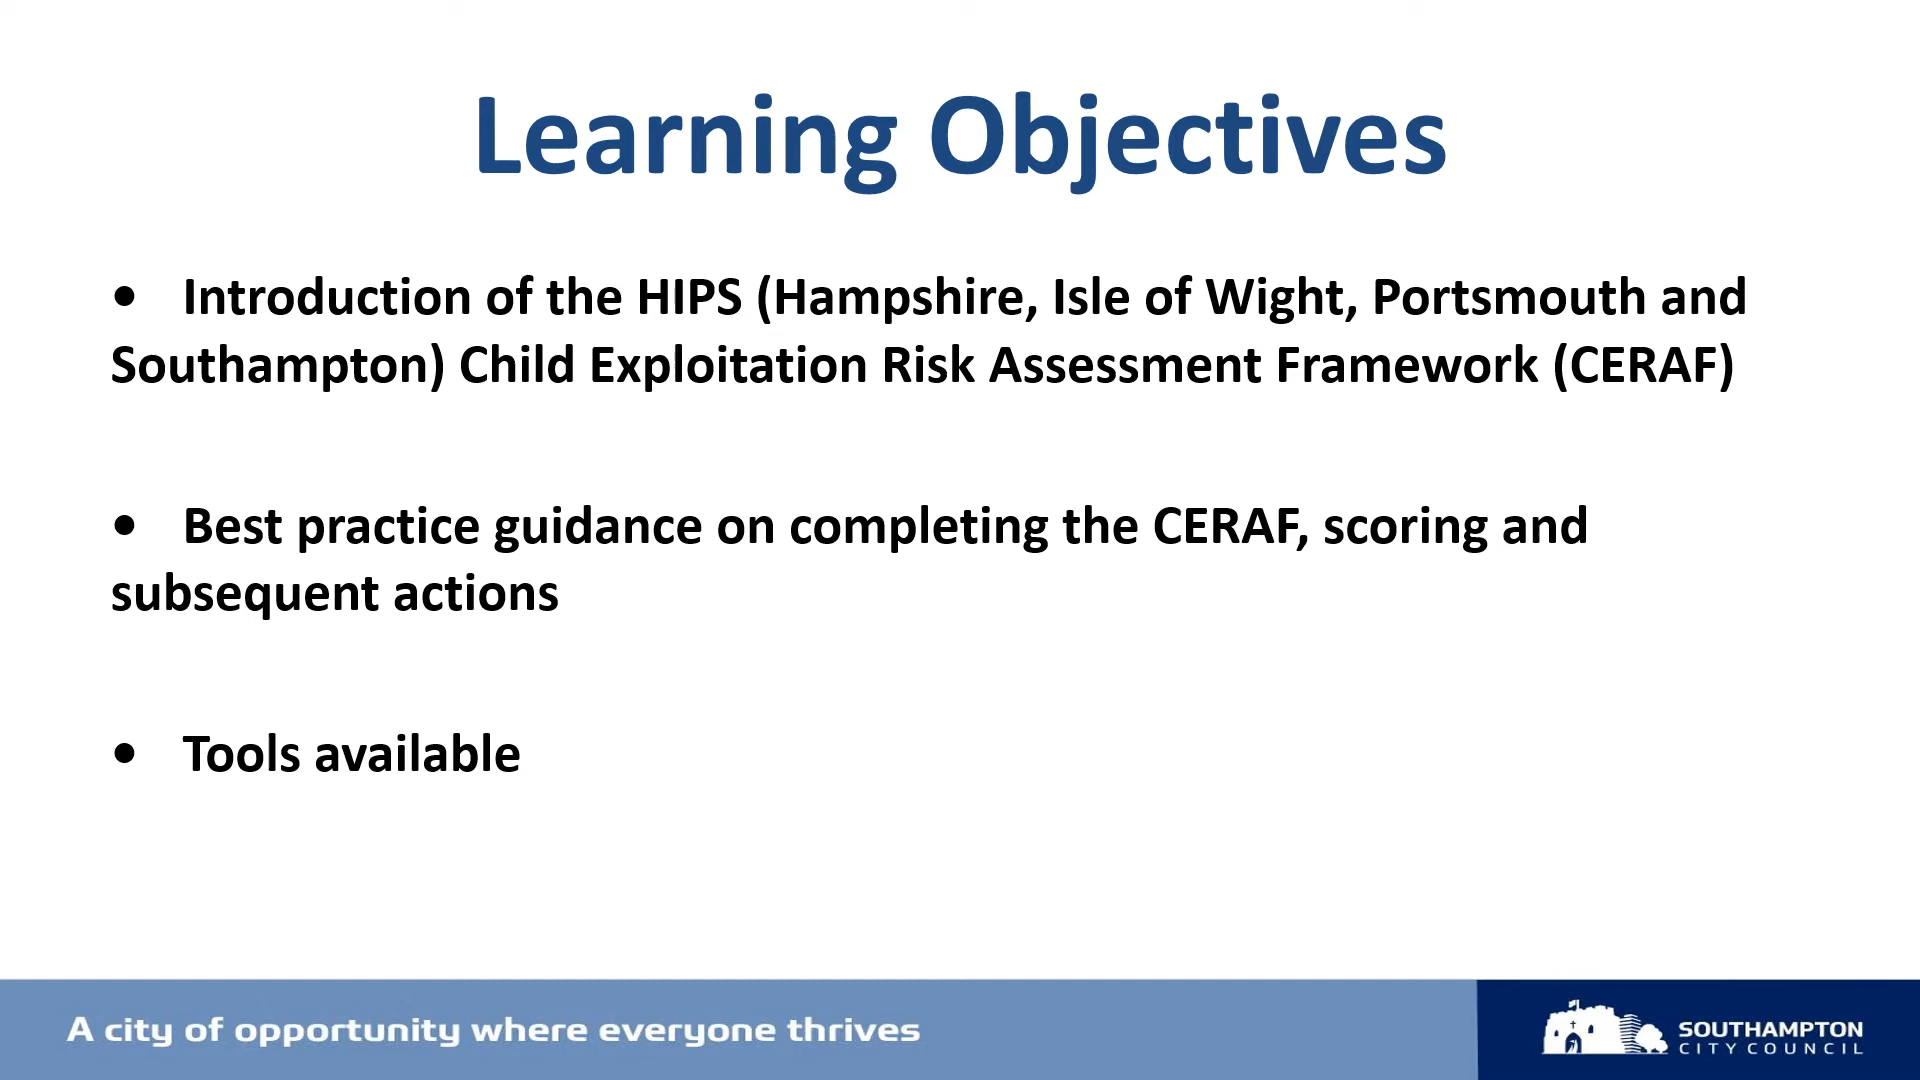 Learning Objectives
• Introduction of the HIPS (Hampshire, Isle of Wight, Portsmouth and
Southampton) Child Exploitation Risk Assessment Framework (CERAF)
• Best practice guidance on completing the CERAF, scoring and
subsequent actions
• Tools available
A city of opportunity where everyone thrives
SOUTHAMPTON
CITY COUNCIL